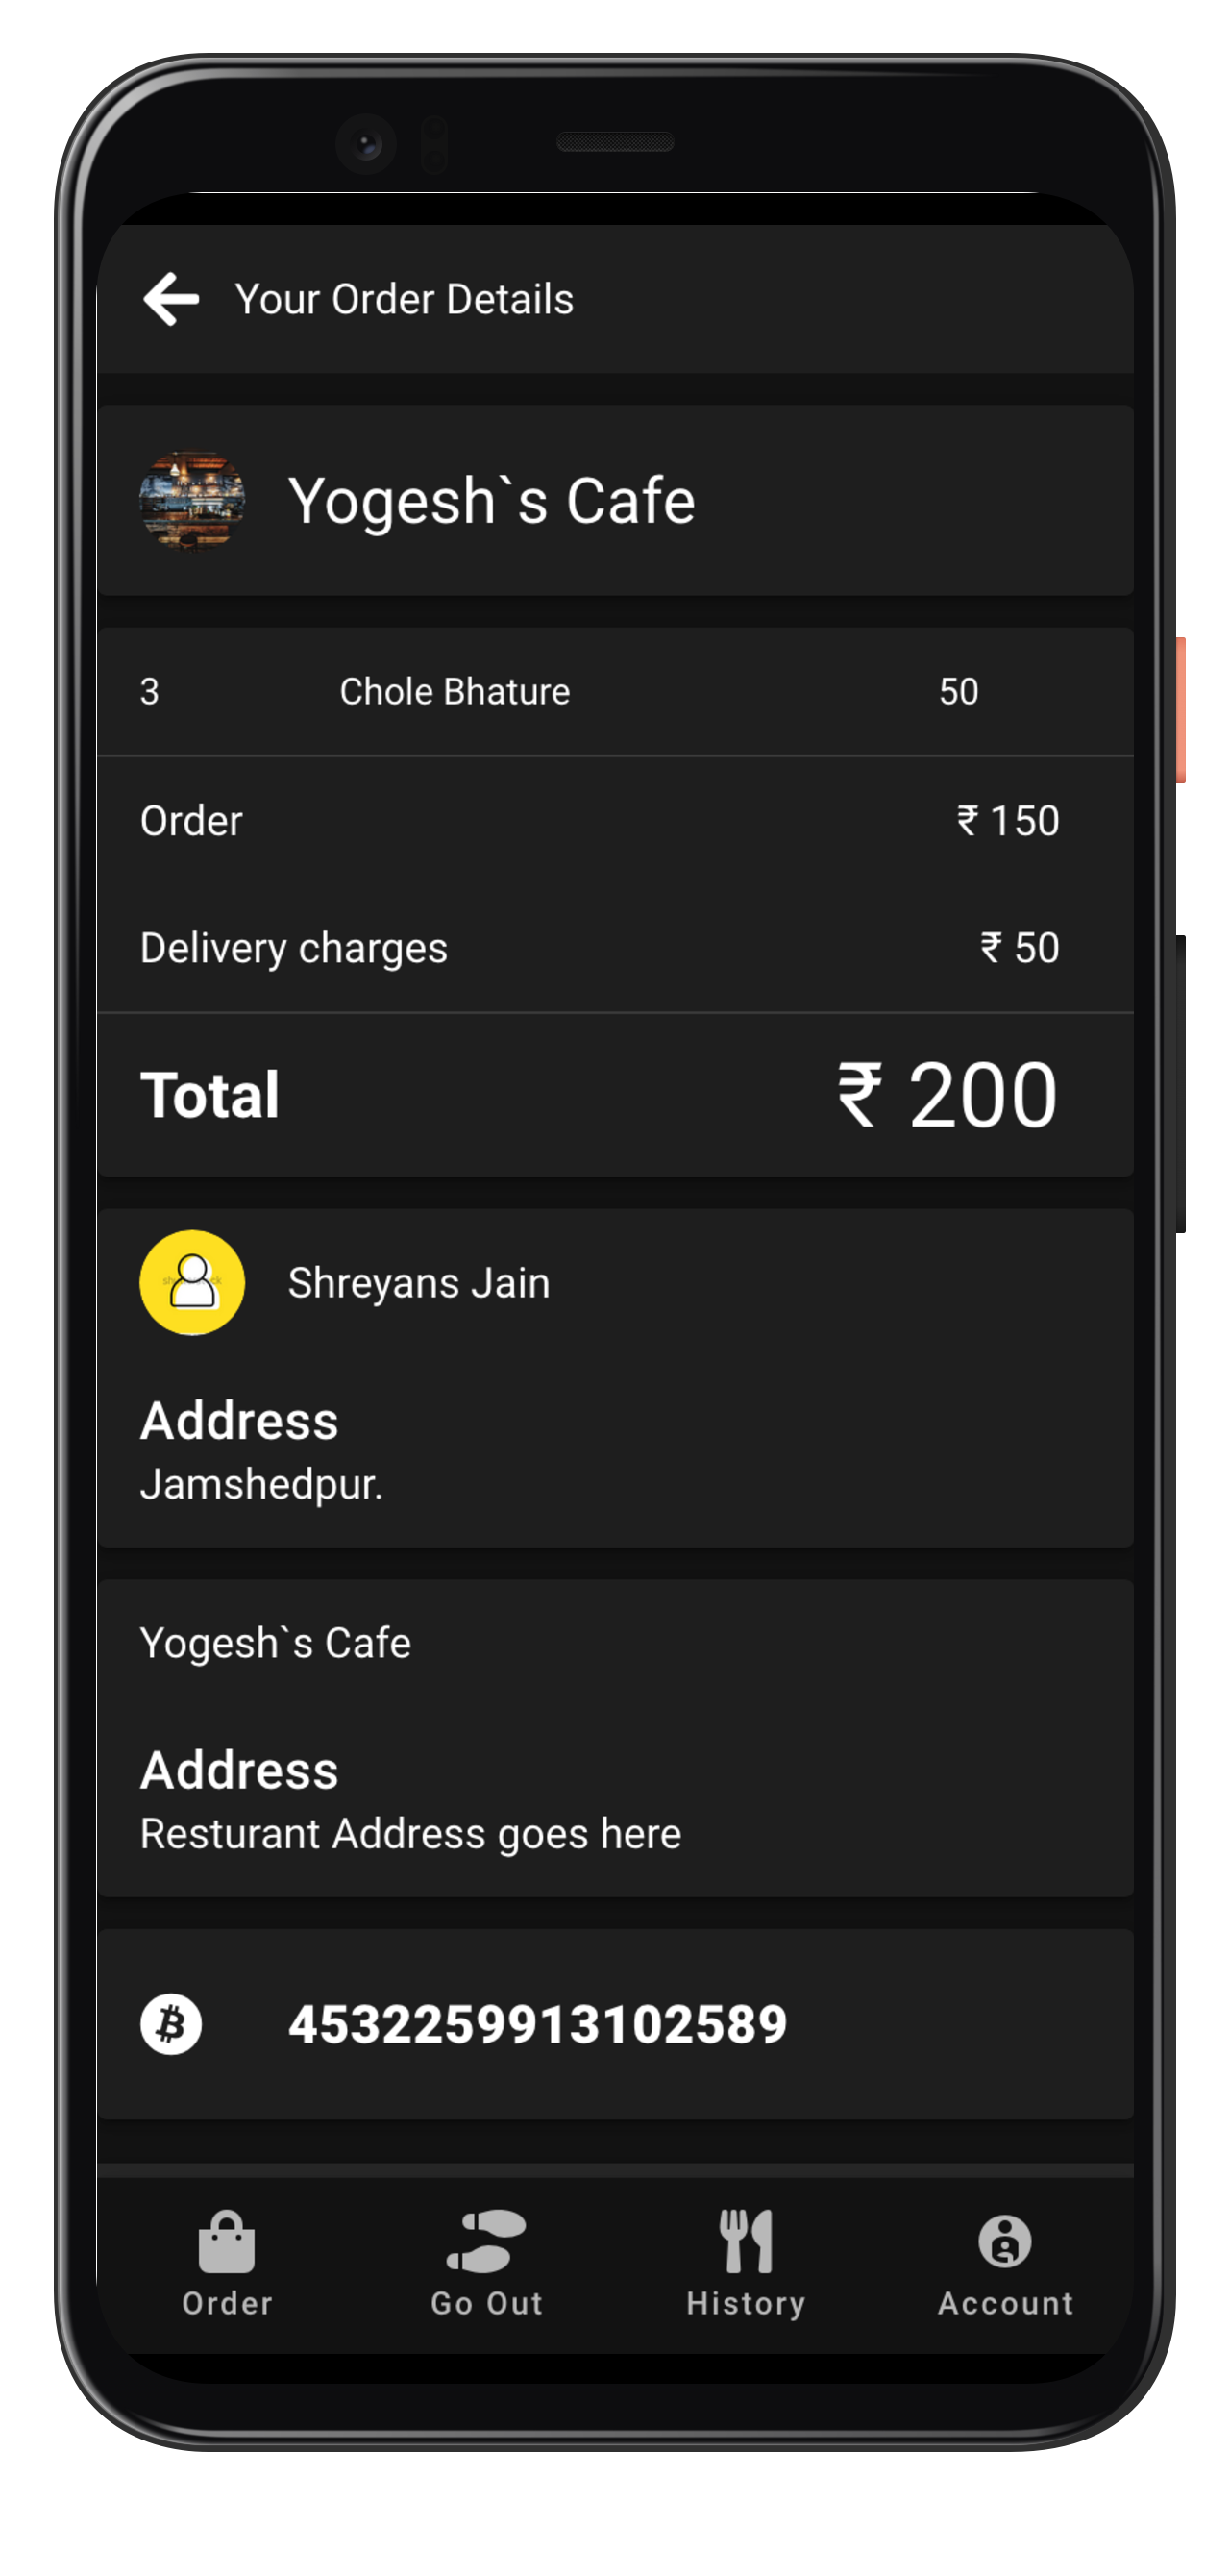 Your Order Details
Yogesh`s Cafe
3 Chole Bhature 50
Order ₹ 150
Delivery charges ₹ 50
Total ₹ 200
Shreyans Jain
Address
Jamshedpur.
Yogesh`s Cafe
Address
Resturant Address goes here
4532259913102589
Order Go Out History Account